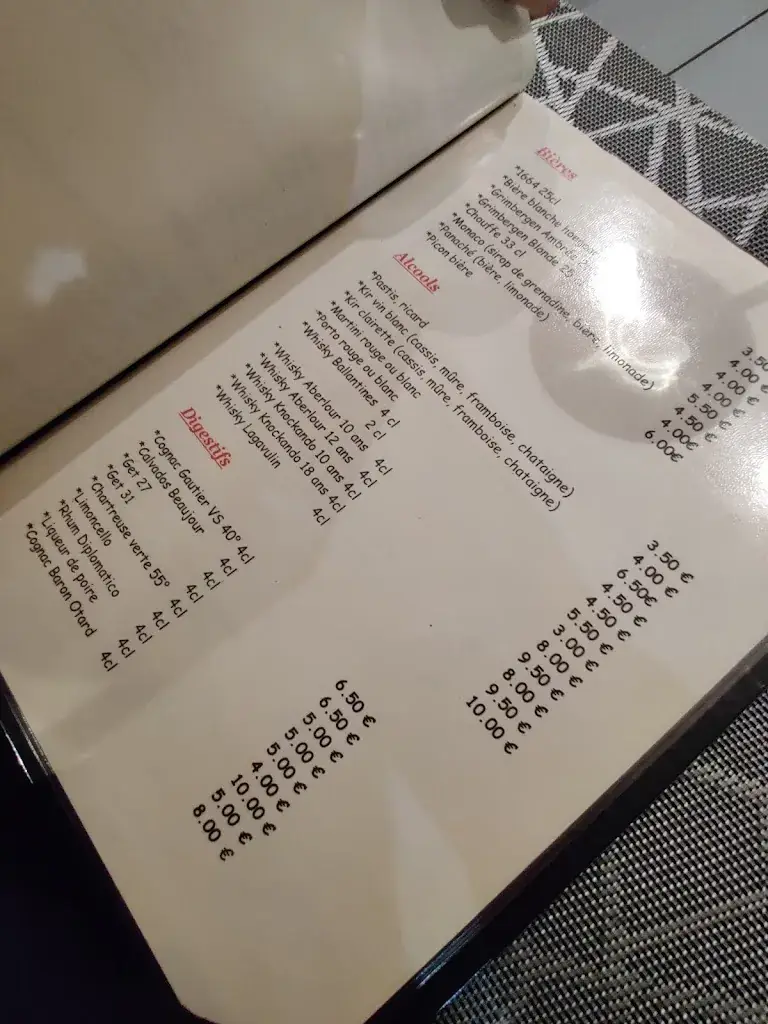 Bières
*1664 25cl 3.50
*Bière blanche 4.00
*Grimbergen Ambrée 4.00 €
*Grimbergen Blonde 25 4.00 €
*Chouffe 33 cl 5.50 €
*Monaco (sirop de grenadine, bière, limonade) 4.50 €
*Panaché (bière, limonade) 4.00€
*Picon bière 6.00€
Alcools
*Pastis, ricard 3.50 €
*Kir vin blanc (cassis, mûre, framboise, chataigne) 4.00 €
*Kir clairette (cassis, mûre, framboise, chataigne) 6.50€
*Martini rouge ou blanc 4.50 €
*Porto rouge ou blanc 4.50 €
*Whisky Ballantines 4 cl 5.50 €
2 cl 3.00 €
*Whisky Aberlour 10 ans 4cl 8.00 €
*Whisky Aberlour 12 ans 4cl 9.50 €
*Whisky Knockando 10 ans 4cl 8.00 €
*Whisky Knockando 18 ans 4cl 9.50 €
*Whisky Lagavulin 4cl 10.00 €
Digestifs
*Cognac Gautier VS 40° 4cl 6.50 €
*Calvados Beaujour 4cl 6.50 €
*Get 27 4cl 5.00 €
*Get 31 4cl 5.00 €
*Chartreuse verte 55° 4cl 5.00 €
*Limoncello 4cl 4.00 €
*Rhum Diplomatico 4cl 10.00 €
*Liqueur de poire 4cl 5.00 €
*Cognac Baron Otard 4cl 8.00 €